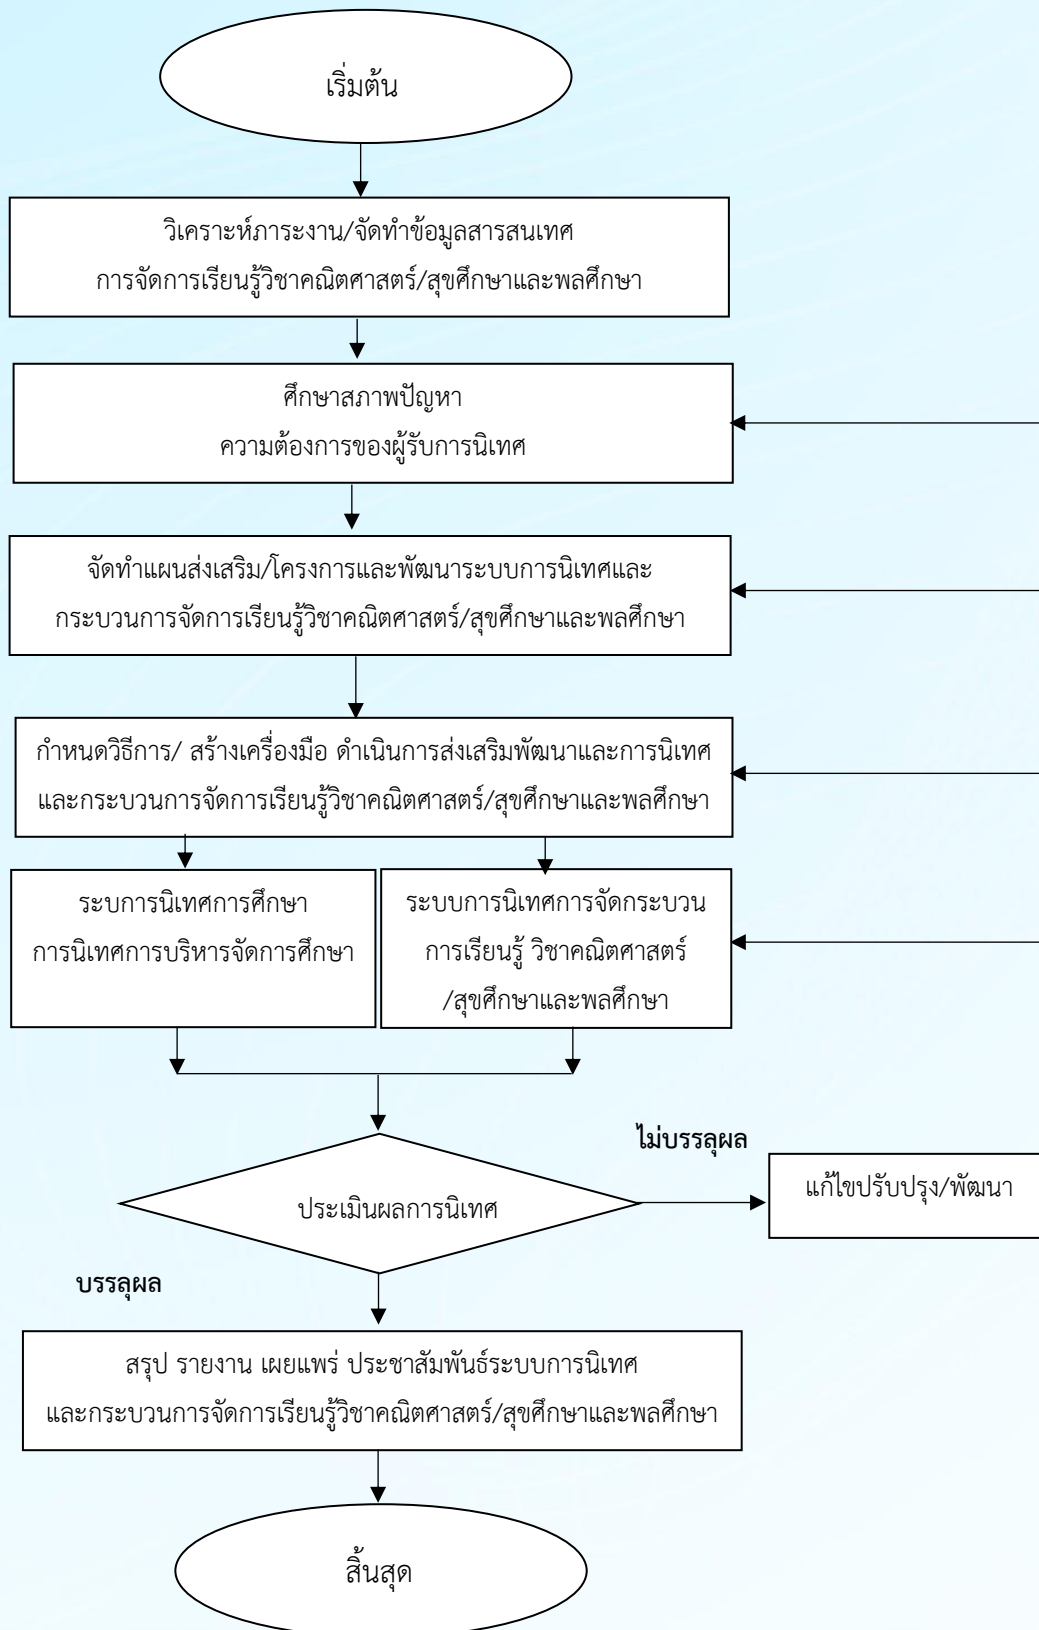 เริ่มต้น
วิเคราะห์ภาระงาน/จัดทำข้อมูลสารสนเทศ
การจัดการเรียนรู้วิชาคณิตศาสตร์/สุขศึกษาและพลศึกษา
ศึกษาสภาพปัญหา
ความต้องการของผู้รับการนิเทศ
จัดทำแผนส่งเสริม/โครงการและพัฒนาระบบการนิเทศและ
กระบวนการจัดการเรียนรู้วิชาคณิตศาสตร์/สุขศึกษาและพลศึกษา
กำหนดวิธีการ/ สร้างเครื่องมือ ดำเนินการส่งเสริมพัฒนาและการนิเทศ
และกระบวนการจัดการเรียนรู้วิชาคณิตศาสตร์/สุขศึกษาและพลศึกษา
ระบการนิเทศการศึกษา
การนิเทศการบริหารจัดการศึกษา
ระบบการนิเทศการจัดกระบวน
การเรียนรู้ วิชาคณิตศาสตร์
/สุขศึกษาและพลศึกษา
ไม่บรรลุผล
ประเมินผลการนิเทศ
แก้ไขปรับปรุง/พัฒนา
บรรลุผล
สรุป รายงาน เผยแพร่ ประชาสัมพันธ์ระบบการนิเทศ
และกระบวนการจัดการเรียนรู้วิชาคณิตศาสตร์/สุขศึกษาและพลศึกษา
สิ้นสุด